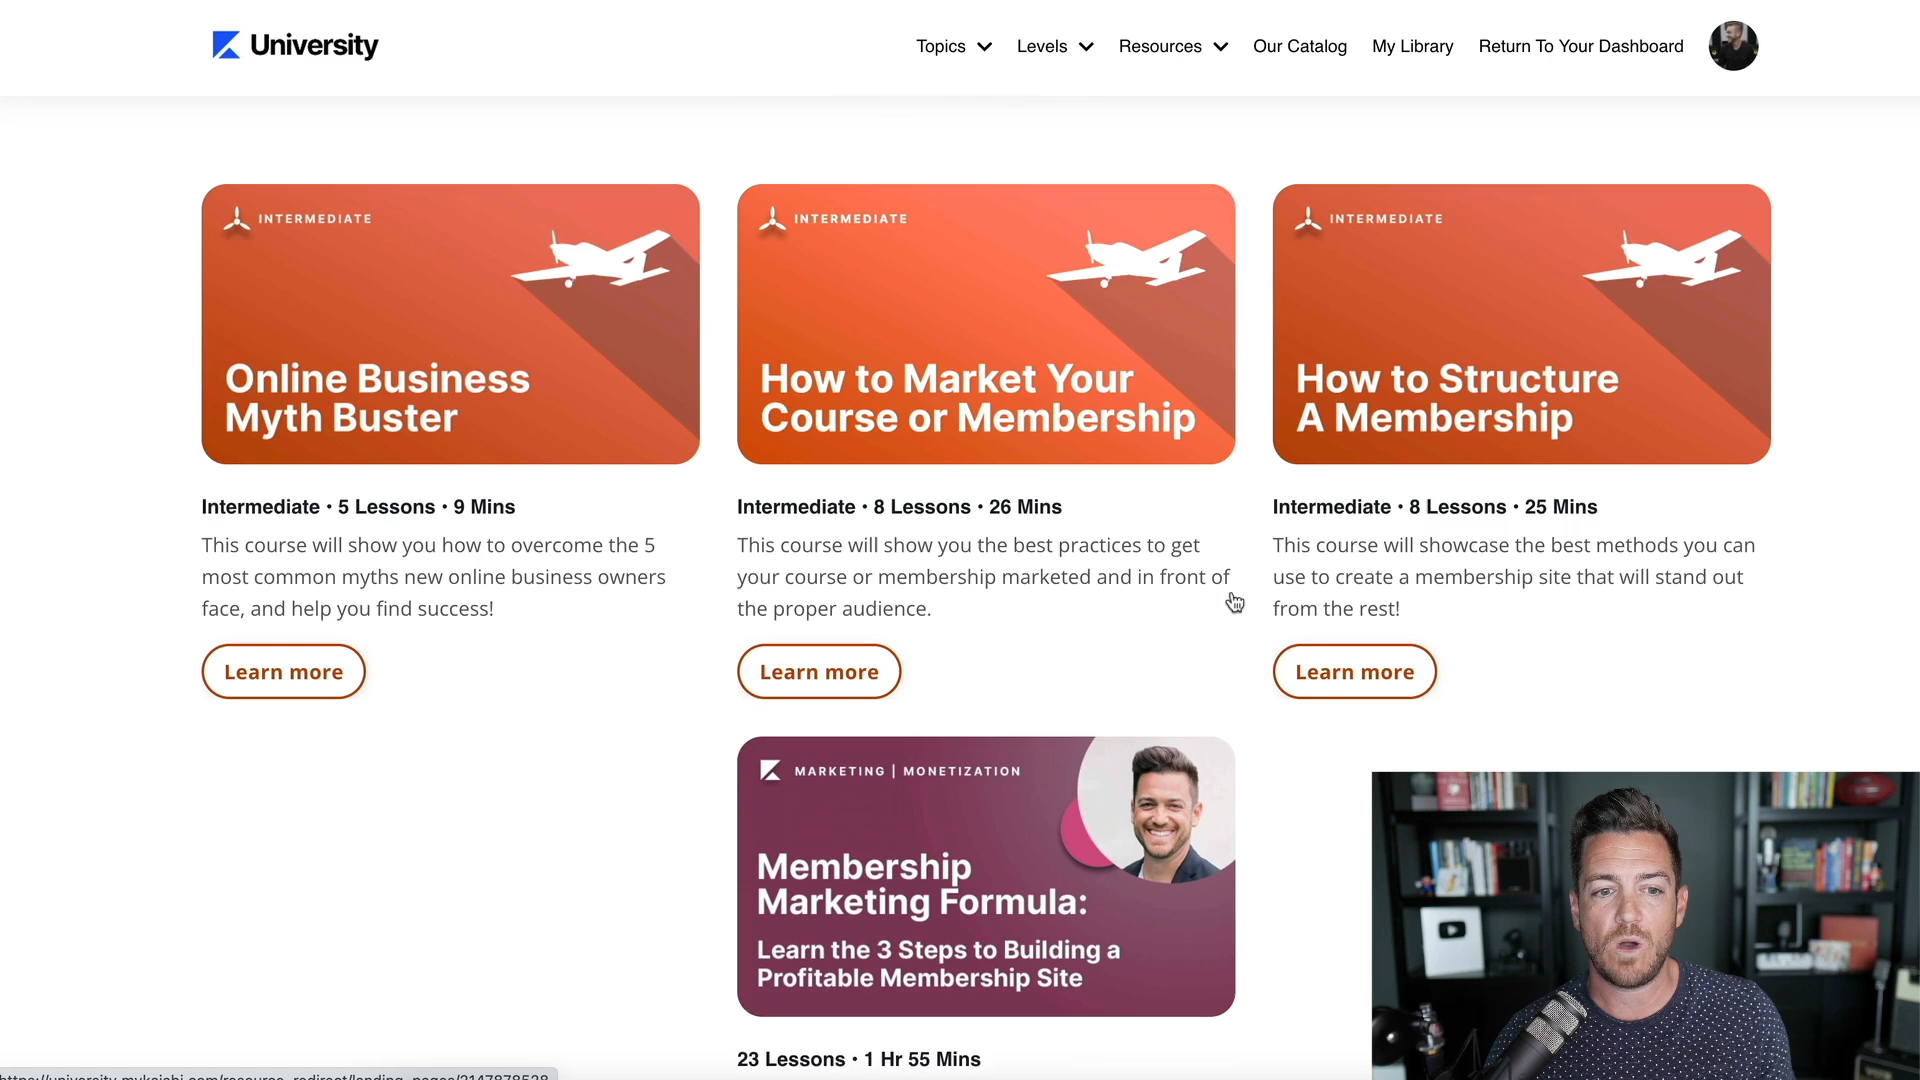 University
Topics Levels Resources Our Catalog My Library Return To Your Dashboard
INTERMEDIATE
Online Business
Myth Buster
Intermediate • 5 Lessons • 9 Mins
This course will show you how to overcome the 5
most common myths new online business owners
face, and help you find success!
Learn more
INTERMEDIATE
How to Market Your
Course or Membership
Intermediate • 8 Lessons • 26 Mins
This course will show you the best practices to get
your course or membership marketed and in front of
the proper audience.
Learn more
INTERMEDIATE
How to Structure
A Membership
Intermediate • 8 Lessons • 25 Mins
This course will showcase the best methods you can
use to create a membership site that will stand out
from the rest!
Learn more
MARKETING | MONETIZATION
Membership
Marketing Formula:
Learn the 3 Steps to Building a
Profitable Membership Site
23 Lessons • 1 Hr 55 Mins